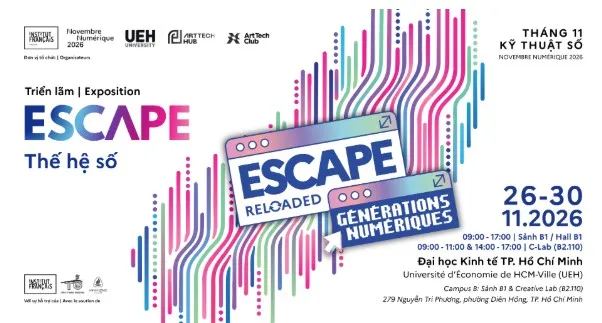 INSTITUT
FRANÇAIS
Novembre
Numérique
2026
UEH
UNIVERSITY
ARTTECH
HUB
ArtTech
Club
Đơn vị tổ chức | Organisateurs
THÁNG 11
KỸ THUẬT SỐ
NOVEMBRE NUMÉRIQUE 2026
Triển lãm | Exposition
ESCAPE
Thế hệ số
ESCAPE
RELOADED
GÉNÉRATIONS
NUMÉRIQUES
26-30
11.2026
09:00 - 17:00 | Sảnh B1 / Hall B1
09:00 - 11:00 & 14:00 - 17:00 | C-Lab (B2.110)
Đại học Kinh tế TP. Hồ Chí Minh
Université d'Économie de HCM-Ville (UEH)
Campus B: Sảnh B1 & Creative Lab (B2.110)
279 Nguyễn Tri Phương, phường Diên Hồng, TP. Hồ Chí Minh
INSTITUT
FRANÇAIS
Với sự hỗ trợ của | Avec le soutien de